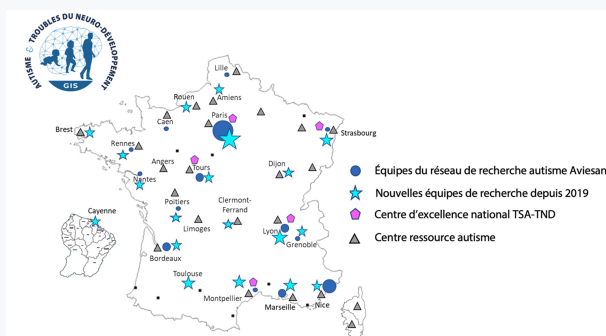 AUTISME & TROUBLES DU NEURO-DÉVELOPPEMENT
GIS
Lille
Rouen
Amiens
Caen
Paris
Brest
Strasbourg
Rennes
Angers
Tours
Dijon
Nantes
Poitiers
Clermont-
Ferrand
Limoges
Lyon
Grenoble
Cayenne
Bordeaux
Toulouse
Montpellier
Marseille
Nice
Équipes du réseau de recherche autisme Aviesan
Nouvelles équipes de recherche depuis 2019
Centre d'excellence national TSA-TND
Centre ressource autisme